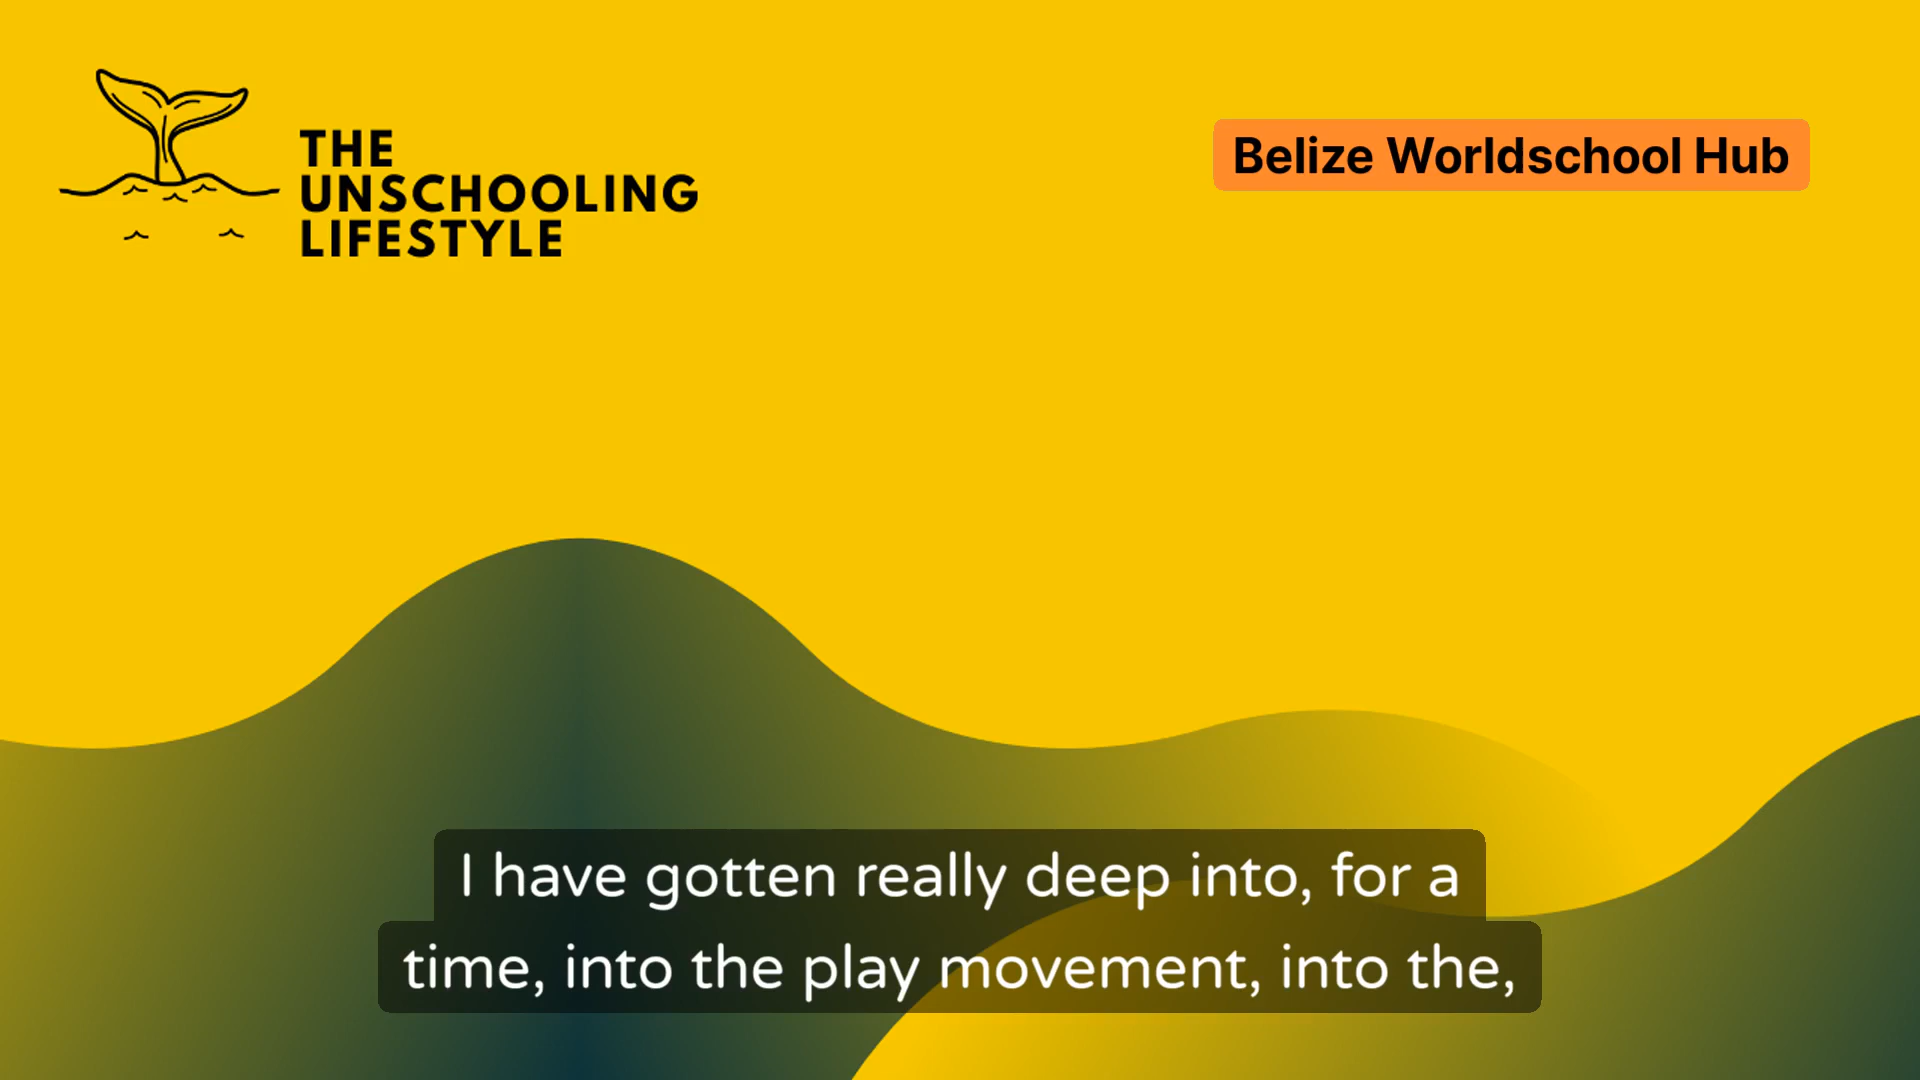 THE
UNSCHOOLING
LIFESTYLE
Belize Worldschool Hub
I have gotten really deep into, for a
time, into the play movement, into the,